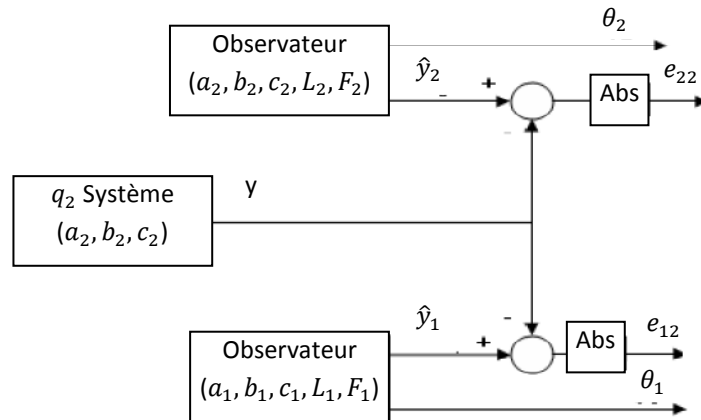 θ₂
Observateur
(a₂, b₂, c₂, L₂, F₂)
ŷ₂
+
-
-
Abs
e₂₂
q₂ Système
(a₂, b₂, c₂)
y
ŷ₁
-
+
Abs
e₁₂
Observateur
(a₁, b₁, c₁, L₁, F₁)
θ₁